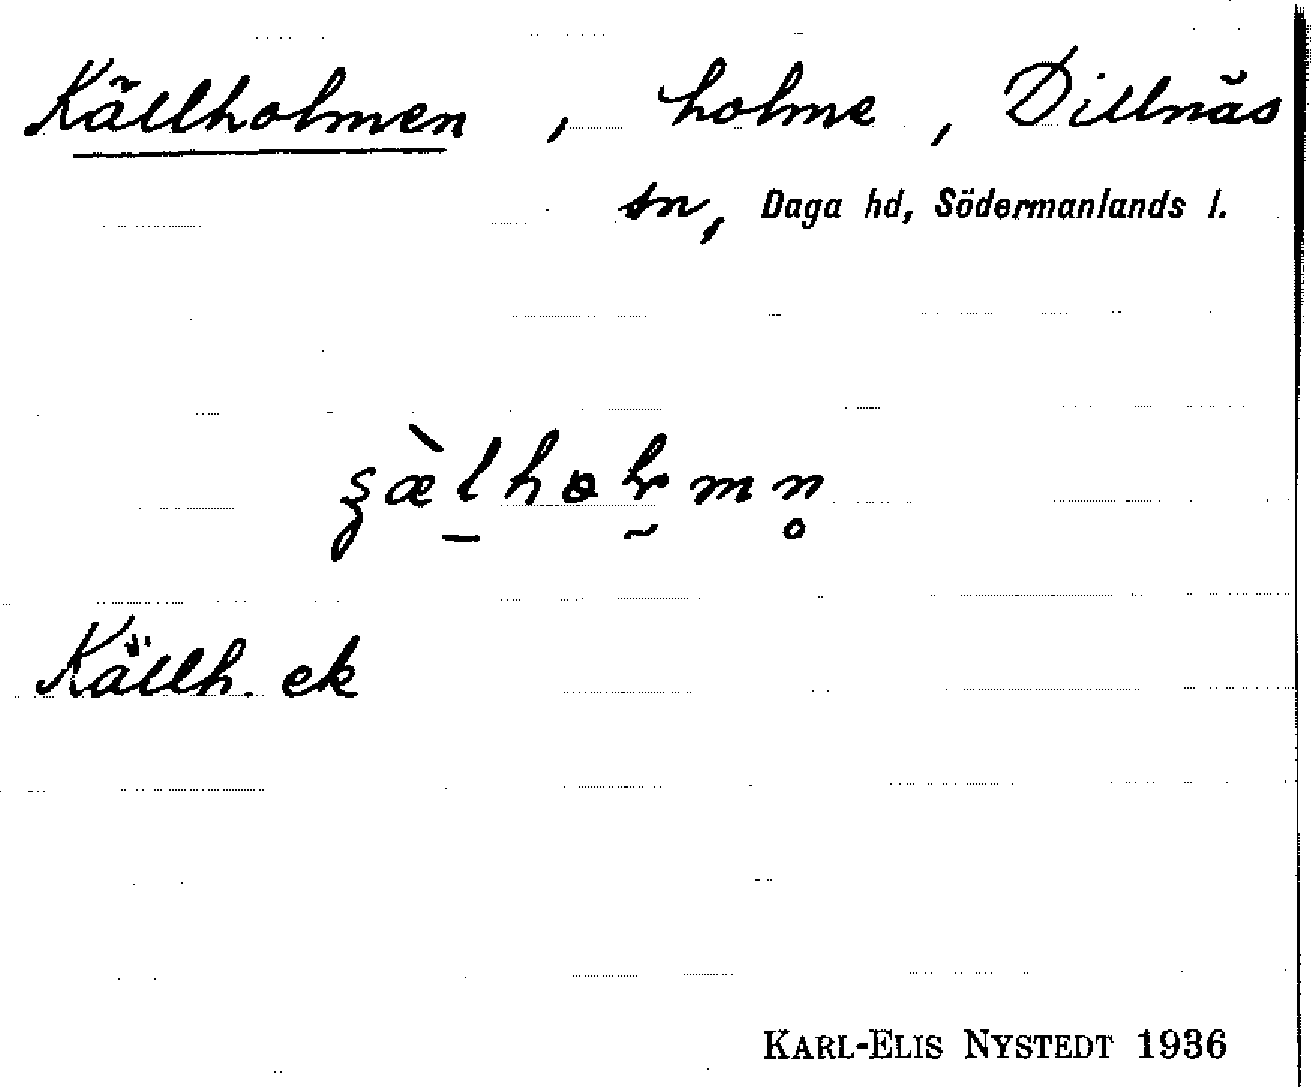 Källholmen, holme, Dillnäs
sn, Daga hd, Södermanlands l.
Källh. ek
KARL-ELIS NYSTEDT 1936